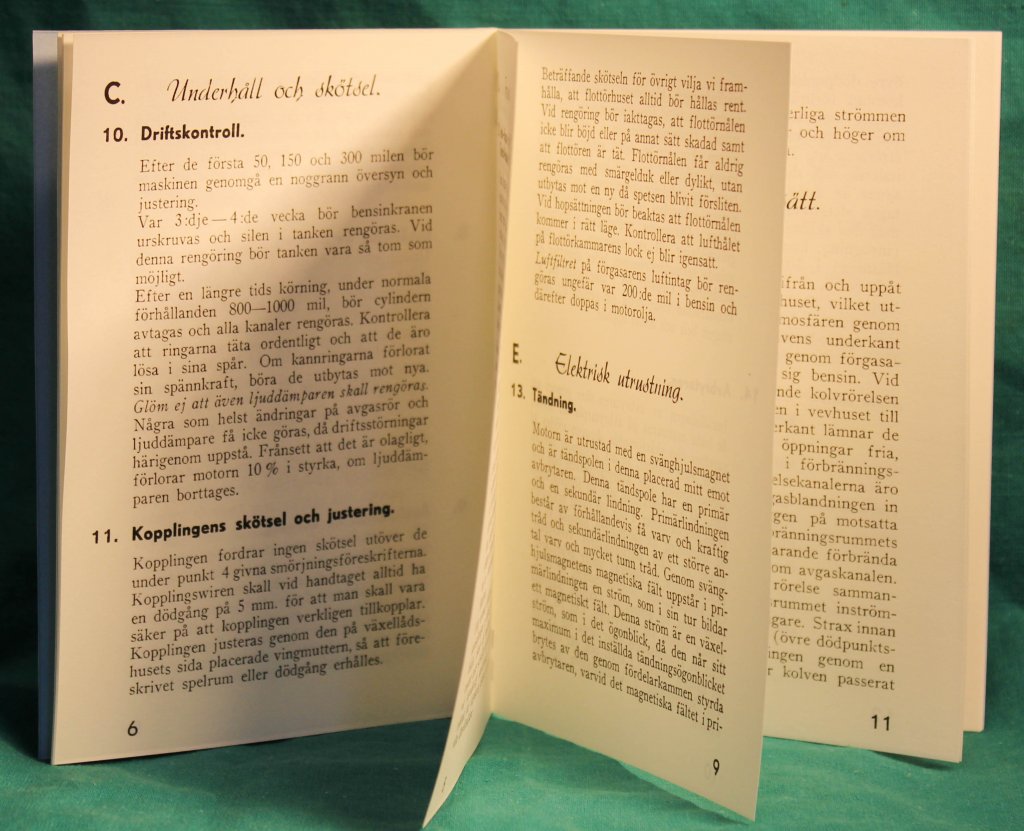 C. Underhåll och skötsel.
10. Driftskontroll.
Efter de första 50, 150 och 300 milen bör
maskinen genomgå en noggrann översyn och
justering.
Var 3:dje — 4:de vecka bör bensinkranen
urskruvas och silen i tanken rengöras. Vid
denna rengöring bör tanken vara så tom som
möjligt.
Efter en längre tids körning, under normala
förhållanden 800—1000 mil, bör cylindern
avtagas och alla kanaler rengöras. Kontrollera
att ringarna täta ordentligt och att de äro
lösa i sina spår. Om kannringarna förlorat
sin spännkraft, böra de utbytas mot nya.
Glöm ej att även ljuddämparen skall rengöras.
Några som helst ändringar på avgasrör och
ljuddämpare få icke göras, då driftsstörningar
härigenom uppstå. Frånsett att det är olagligt,
förlorar motorn 10 % i styrka, om ljuddäm-
paren borttages.
11. Kopplingens skötsel och justering.
Kopplingen fordrar ingen skötsel utöver de
under punkt 4 givna smörjningsföreskrifterna.
Kopplingswiren skall vid handtaget alltid ha
en dödgång på 5 mm. för att man skall vara
säker på att kopplingen verkligen tillkopplar.
Kopplingen justeras genom den på växellåds-
husets sida placerade vingmuttern, så att före-
skrivet spelrum eller dödgång erhålles.
6
Beträffande skötseln för övrigt vilja vi fram-
hålla, att flottörhuset alltid bör hållas rent.
Vid rengöring bör iakttagas, att flottörnålen
icke blir böjd eller på annat sätt skadad samt
att flottören är tät. Flottörnålen får aldrig
rengöras med smärgelduk eller dylikt, utan
utbytas mot en ny då spetsen blivit försliten.
Vid hopsättningen bör beaktas att flottörnålen
kommer i rätt läge. Kontrollera att lufthålet
på flottörkammarens lock ej blir igensatt.
Luftfiltret på förgasarens luftintag bör ren-
göras ungefär var 200:de mil i bensin och
därefter doppas i motorolja.
E. Elektrisk utrustning.
13. Tändning.
Motorn är utrustad med en svänghjulsmagnet
och är tändspolen i denna placerad mitt emot
avbrytaren. Denna tändspole har en primär
och en sekundär lindning. Primärlindningen
består av förhållandevis få varv och kraftig
tråd och sekundärlindningen av ett större an-
tal varv och mycket tunn tråd. Genom sväng-
hjulsmagnetens magnetiska fält uppstår i pri-
märlindningen en ström, som i sin tur bildar
ett magnetiskt fält. Denna ström är en växel-
ström, som i det ögonblick, då den når sitt
maximum i det inställda tändningsögonblicket
brytes av den genom fördelarkammen styrda
avbrytaren, varvid det magnetiska fältet i pri-
9
erliga strömmen
r och höger om
ätt.
ifrån och uppåt
huset, vilket ut-
mosfären genom
vens underkant
genom förgasa-
sig bensin. Vid
nde kolvrörelsen
en i vevhuset till
erkant lämnar de
öppningar fria,
i förbrännings-
elsekanalerna äro
gasblandningen in
gen på motsatta
ränningsrummets
arande förbrända
om avgaskanalen.
rörelse samman-
rummet inström-
gare. Strax innan
(övre dödpunkts-
ingen genom en
r kolven passerat
11